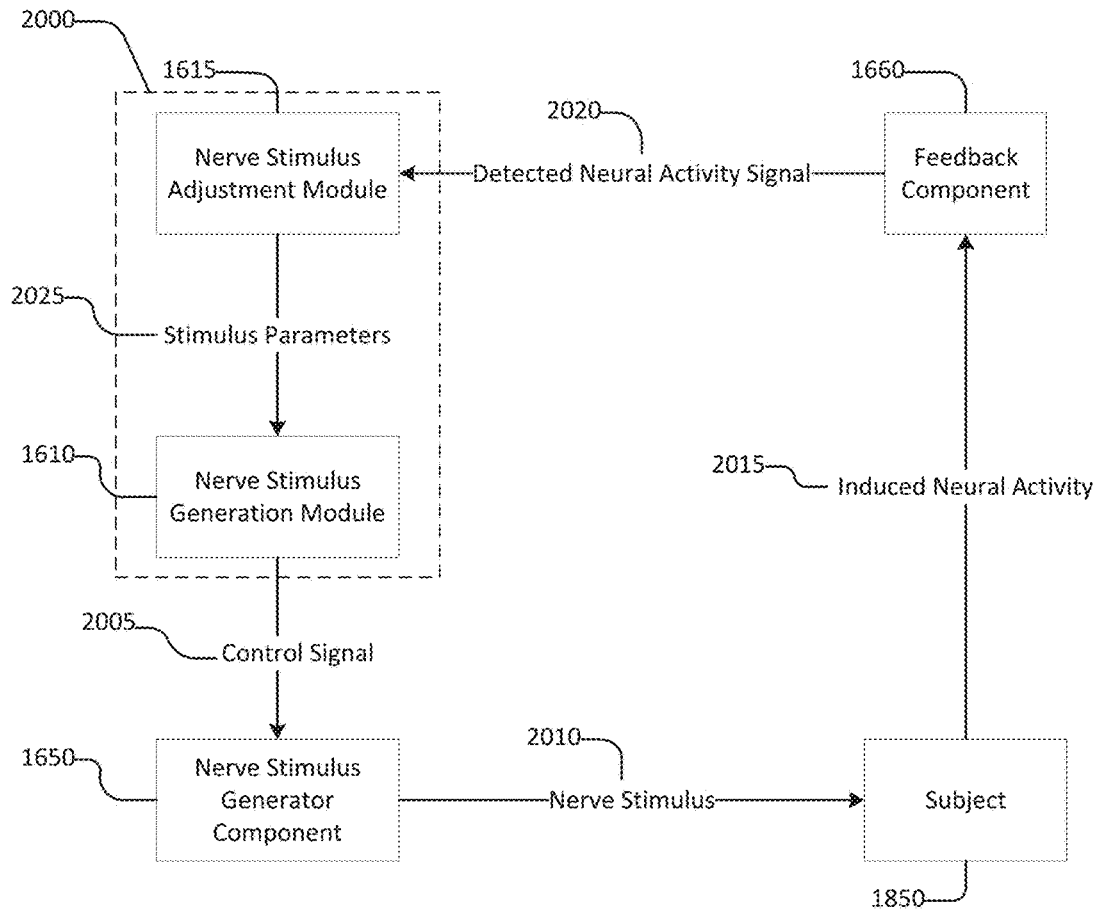 2000
1615
1660
2020
Nerve Stimulus
Adjustment Module
Detected Neural Activity Signal
Feedback
Component
2025
Stimulus Parameters
1610
Nerve Stimulus
Generation Module
2015
Induced Neural Activity
2005
Control Signal
1650
Nerve Stimulus
Generator
Component
2010
Nerve Stimulus
Subject
1850